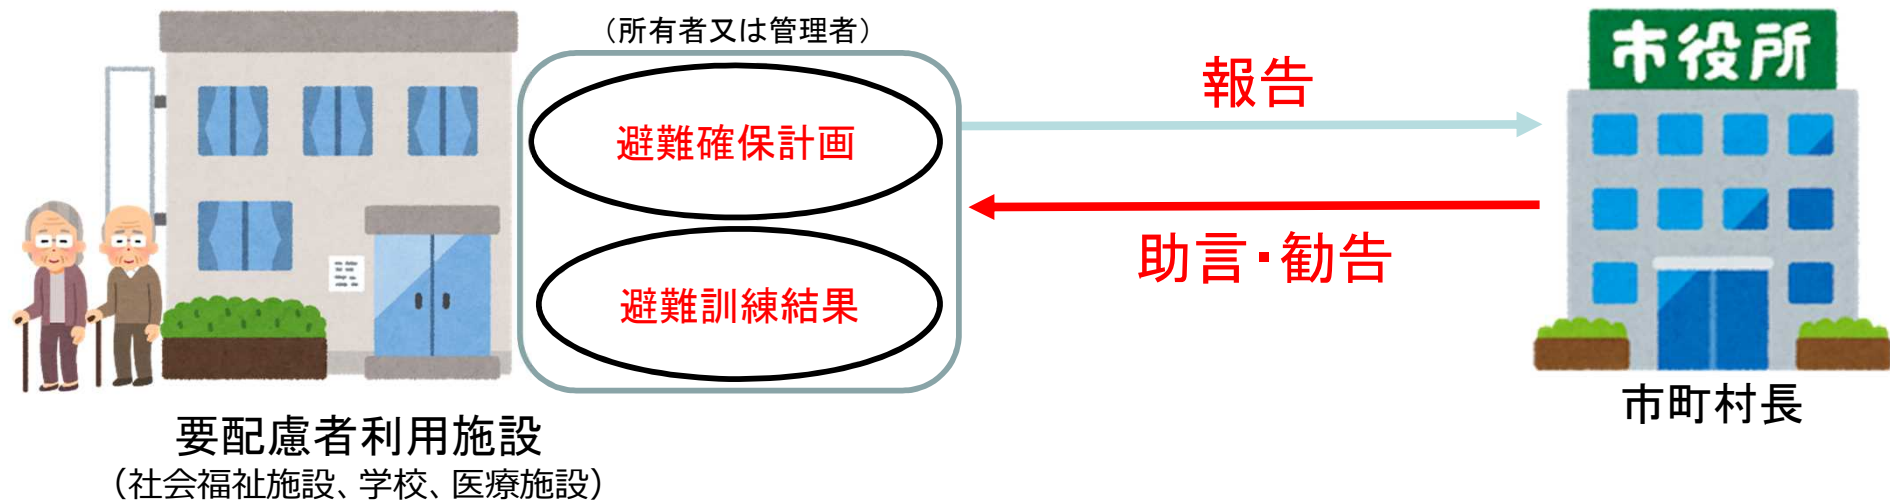 （所有者又は管理者）
避難確保計画
避難訓練結果
報告
助言・勧告
市役所
市町村長
要配慮者利用施設
（社会福祉施設、学校、医療施設）